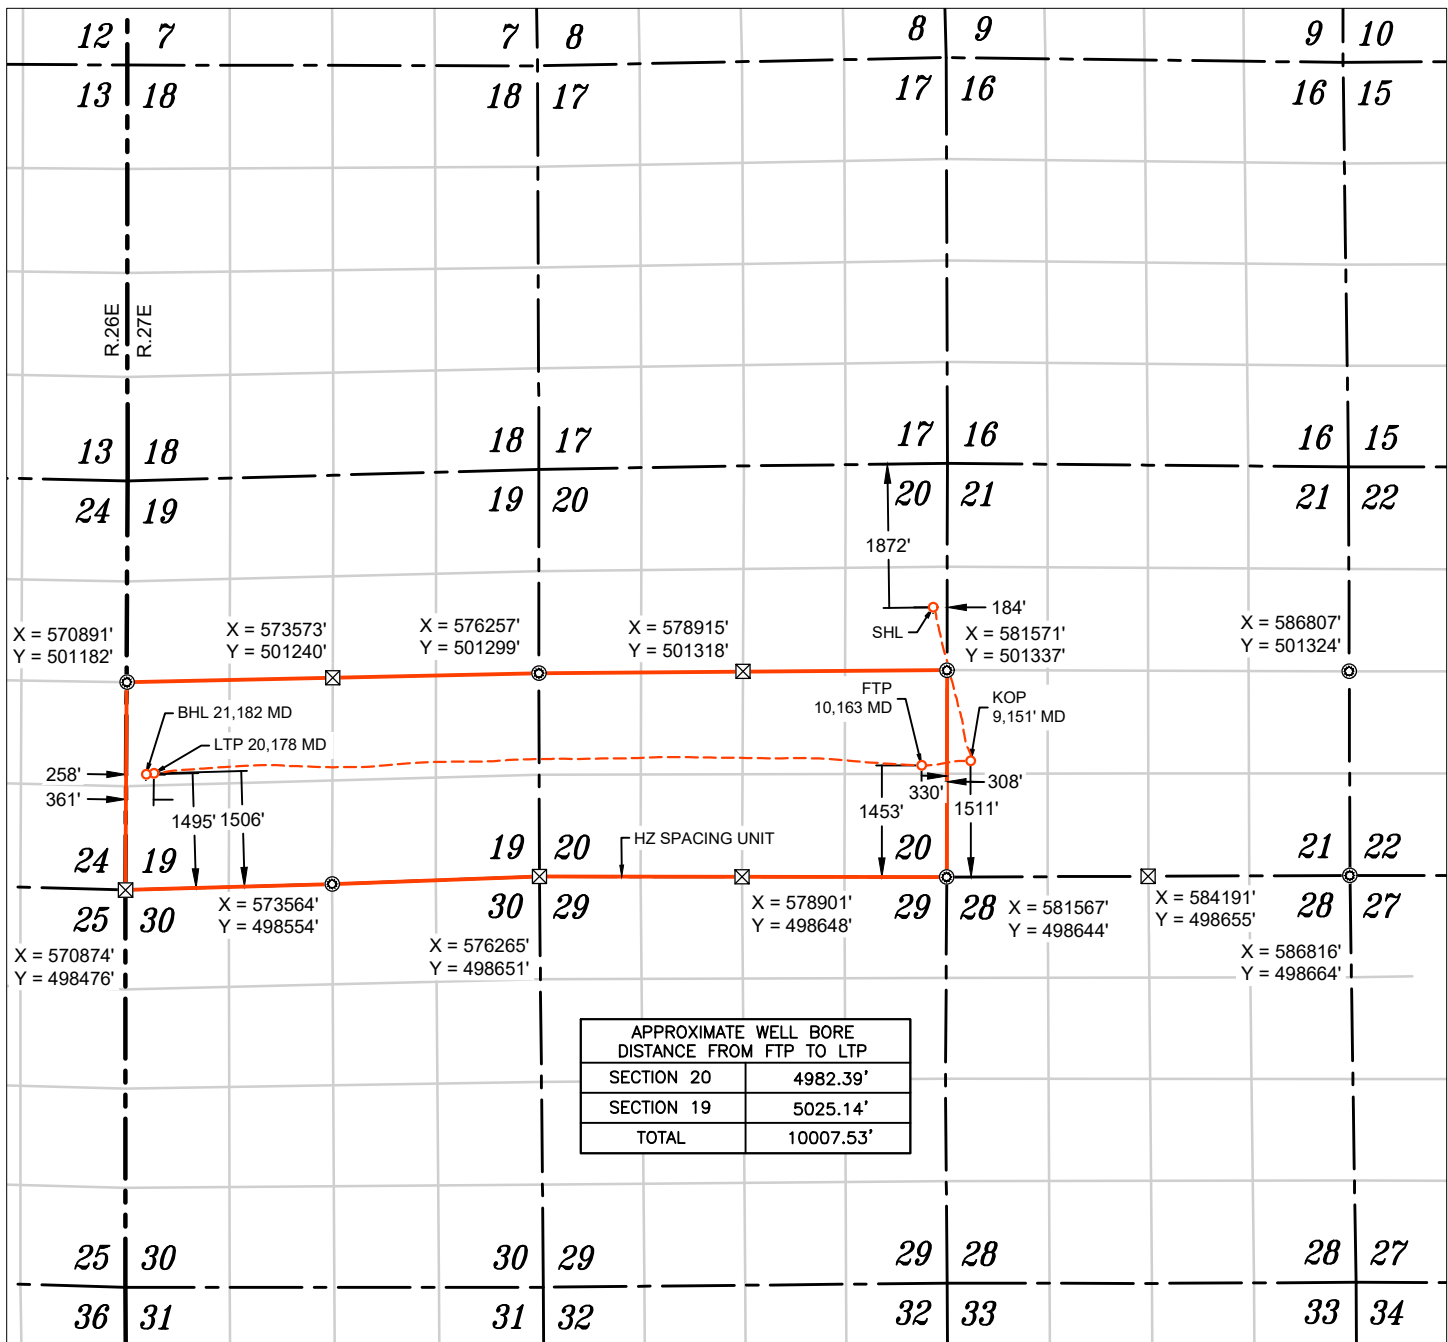 12 7 7 8 8 9 9 10
13 18 18 17 17 16 16 15
R.26E
R.27E
13 18 18 17 17 16 16 15
24 19 19 20 20 21 21 22
1872'
184'
SHL
X = 570891'
Y = 501182'
X = 573573'
Y = 501240'
X = 576257'
Y = 501299'
X = 578915'
Y = 501318'
X = 581571'
Y = 501337'
X = 586807'
Y = 501324'
BHL 21,182 MD
LTP 20,178 MD
FTP
10,163 MD
KOP
9,151' MD
258'
361'
1495' 1506'
330'
308'
1453'
1511'
HZ SPACING UNIT
24 19 19 20 20 21 22
25 30 30 29 29 28 28 27
X = 570874'
Y = 498476'
X = 573564'
Y = 498554'
X = 576265'
Y = 498651'
X = 578901'
Y = 498648'
X = 581567'
Y = 498644'
X = 584191'
Y = 498655'
X = 586816'
Y = 498664'
APPROXIMATE WELL BORE
DISTANCE FROM FTP TO LTP
SECTION 20 4982.39'
SECTION 19 5025.14'
TOTAL 10007.53'
25 30 30 29 29 28 28 27
36 31 31 32 32 33 33 34